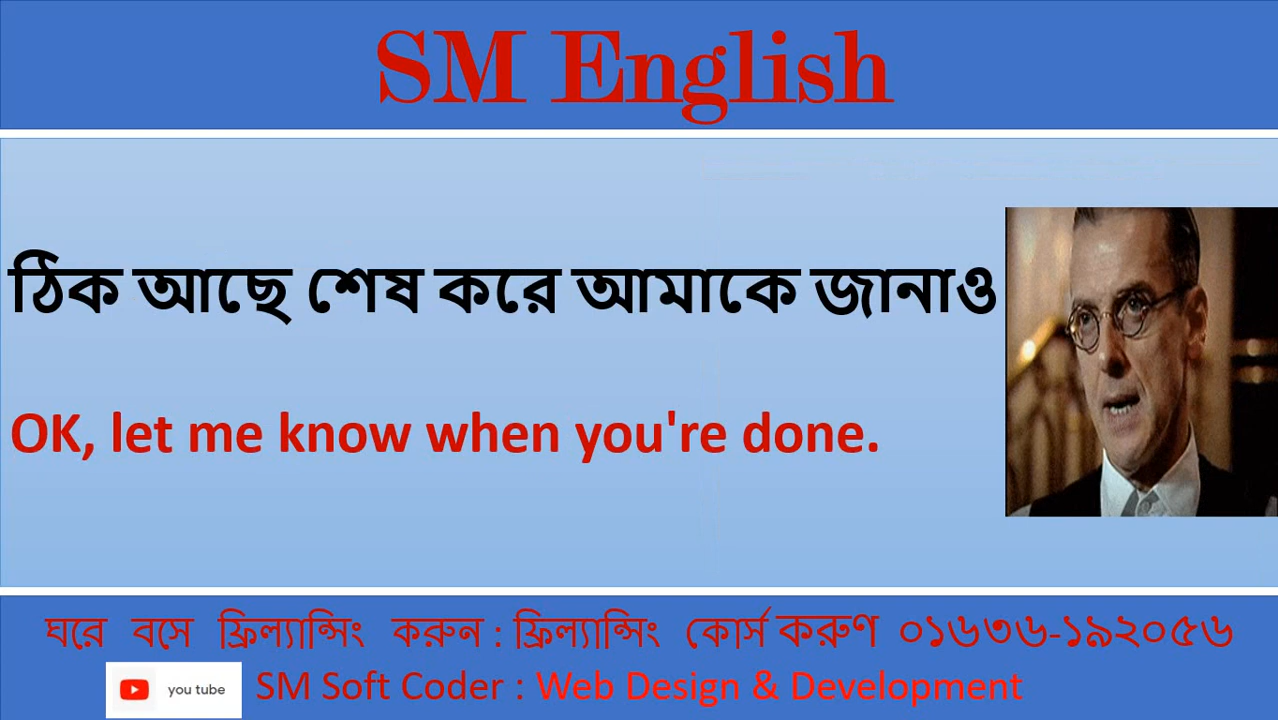 SM English
ঠিক আছে শেষ করে আমাকে জানাও
OK, let me know when you're done.
ঘরে বসে ফ্রিল্যান্সিং করুন : ফ্রিল্যান্সিং কোর্স করুণ ০১৬৩৬-১৯২০৫৬
you tube
SM Soft Coder : Web Design & Development